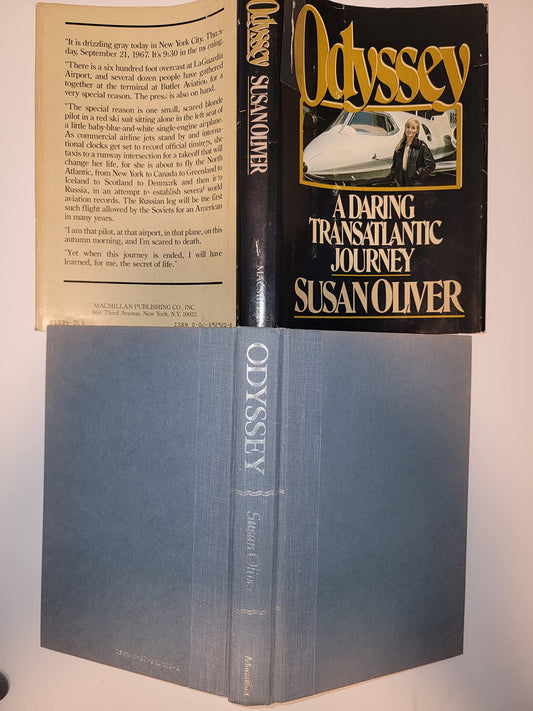 "It is drizzling gray today in New York City. Thurs-
day, September 21, 1967. It's 9:30 in the morning.
"There is a six hundred foot overcast at LaGuardia
Airport, and several dozen people have gathered
together at the terminal at Butler Aviation for a
very special reason. The press is also on hand.
"The special reason is one small, scared blonde
pilot in a red ski suit sitting alone in the left seat of
a little baby-blue-and-white single-engine airplane.
As commercial airline jets stand by and interna-
tional clocks get set to record official timings, she
taxis to a runway intersection for a takeoff that will
change her life, for she is about to fly the North
Atlantic, from New York to Canada to Greenland to
Iceland to Scotland to Denmark and then into
Russia, in an attempt to establish several world
aviation records. The Russian leg will be the first
such flight allowed by the Soviets for an American
in many years.
"I am that pilot, at that airport, in that plane, on this
autumn morning, and I'm scared to death.
"Yet when this journey is ended, I will have
learned, for me, the secret of life."
MACMILLAN PUBLISHING CO., INC.
866 Third Avenue, New York, N.Y. 10022
Odyssey
SUSAN OLIVER
Odyssey
A DARING
TRANSATLANTIC
JOURNEY
SUSAN OLIVER
ODYSSEY
Susan Oliver
Macmillan